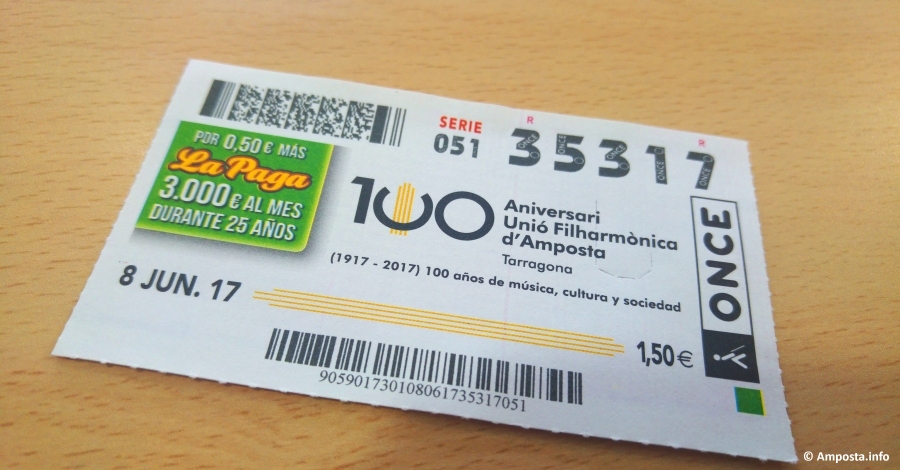 SERIE
051
R
R
35317
POR 0,50 € MÁS
La Paga
3.000€ AL MES
DURANTE 25 AÑOS
100
Aniversari
Unió Filharmònica
d'Amposta
Tarragona
(1917 - 2017) 100 años de música, cultura y sociedad
8 JUN. 17
1,50€
ONCE
905901730108061735317051
© Amposta.info